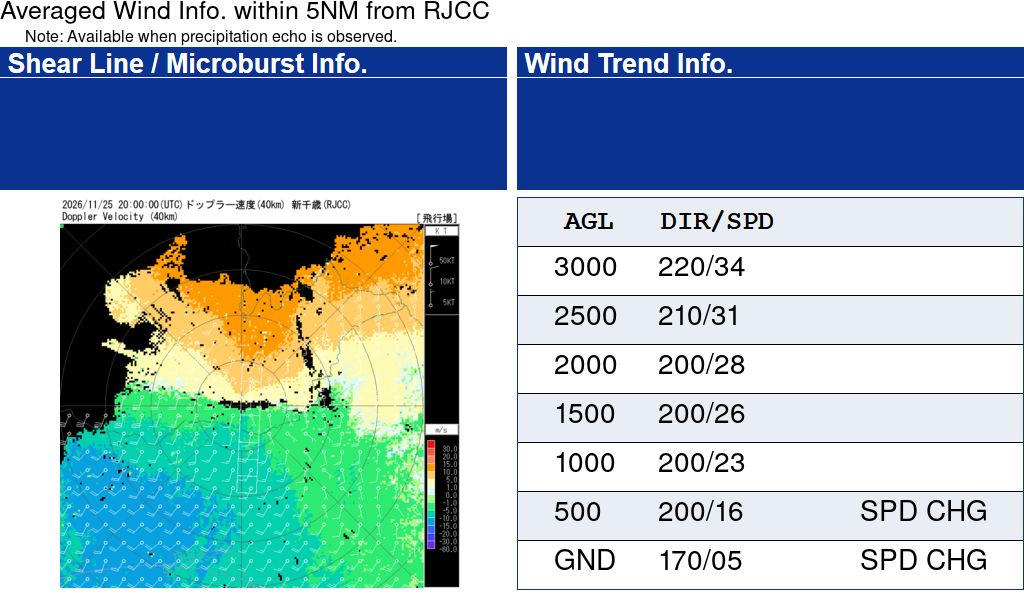 Averaged Wind Info. within 5NM from RJCC
Note: Available when precipitation echo is observed.
Shear Line / Microburst Info.
Wind Trend Info.
2026/11/25 20:00:00(UTC) ドップラー速度(40km) 新千歳(RJCC)
Doppler Velocity (40km)
[飛行場]
KT
50KT
10KT
5KT
m/s
30.0
20.0
15.0
10.0
5.0
1.0
0.0
-1.0
-5.0
-10.0
-15.0
-20.0
-30.0
-60.0
AGL DIR/SPD
3000 220/34
2500 210/31
2000 200/28
1500 200/26
1000 200/23
500 200/16 SPD CHG
GND 170/05 SPD CHG